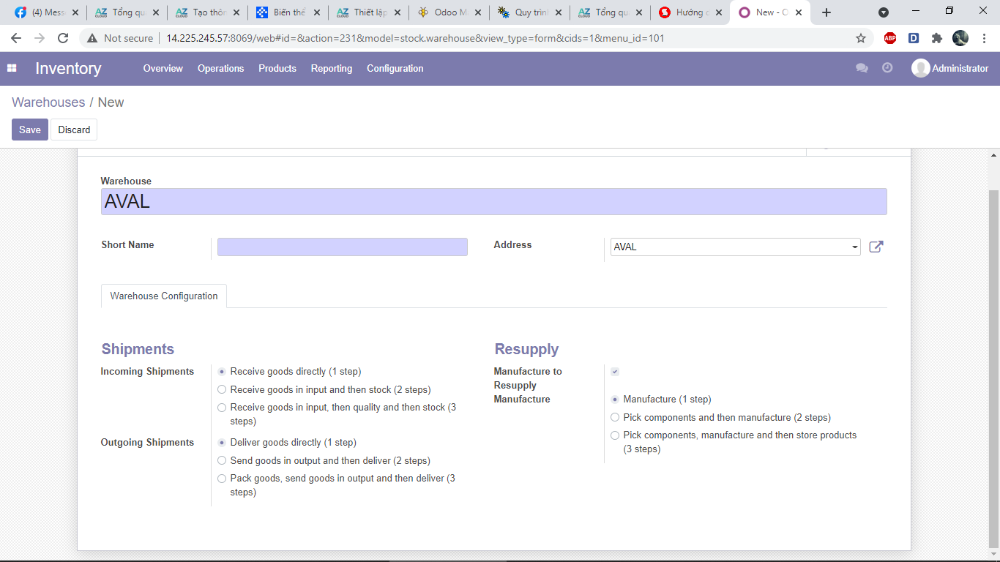 (4) Mess
Tổng qu
Tạo thôn
Biến thể
Thiết lập
Odoo M
Quy trìn
Tổng qu
Hướng
New - O
Not secure
14.225.245.57:8069/web#id=&action=231&model=stock.warehouse&view_type=form&cids=1&menu_id=101
ABP
D
Inventory
Overview
Operations
Products
Reporting
Configuration
Administrator
Warehouses / New
Save
Discard
Warehouse
AVAL
Short Name
Address
AVAL
Warehouse Configuration
Shipments
Incoming Shipments
Receive goods directly (1 step)
Receive goods in input and then stock (2 steps)
Receive goods in input, then quality and then stock (3
steps)
Outgoing Shipments
Deliver goods directly (1 step)
Send goods in output and then deliver (2 steps)
Pack goods, send goods in output and then deliver (3
steps)
Resupply
Manufacture to
Resupply
Manufacture
Manufacture (1 step)
Pick components and then manufacture (2 steps)
Pick components, manufacture and then store products
(3 steps)